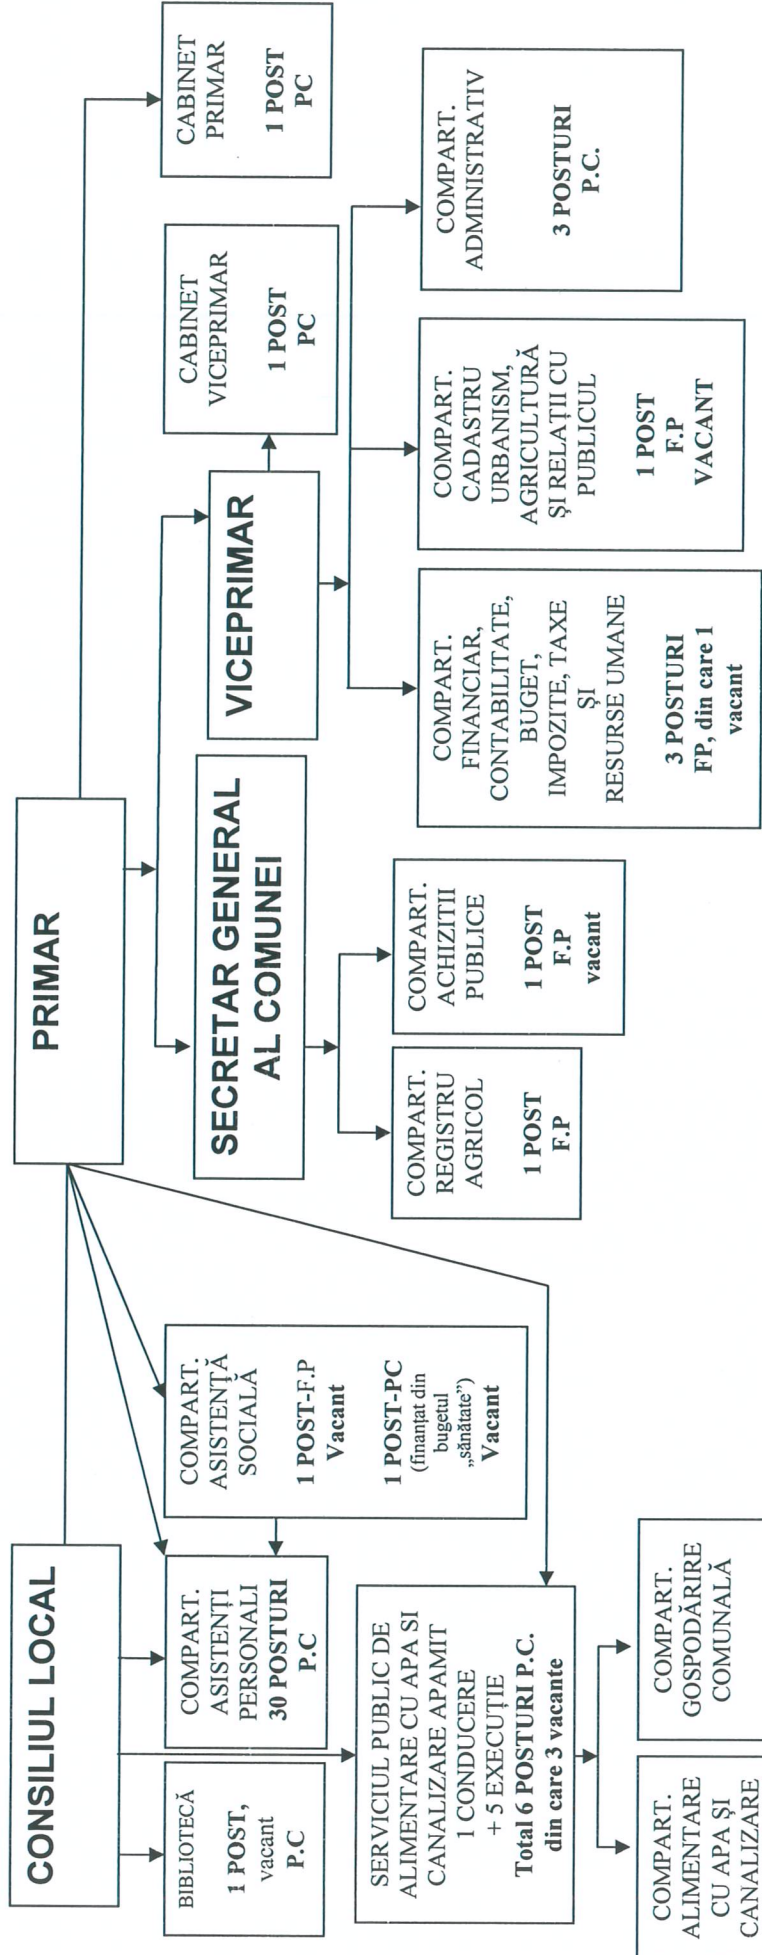 CONSILIUL LOCAL
PRIMAR
BIBLIOTECĂ
1 POST,
vacant
P.C
COMPART.
ASISTENȚI
PERSONALI
30 POSTURI
P.C
COMPART.
ASISTENȚĂ
SOCIALĂ
1 POST-F.P
Vacant
1 POST-PC
(finanțat din
bugetul
„sănătate”)
Vacant
SERVICIUL PUBLIC DE
ALIMENTARE CU APA SI
CANALIZARE APAMIT
1 CONDUCERE
+ 5 EXECUȚIE
Total 6 POSTURI P.C.
din care 3 vacante
COMPART.
ALIMENTARE
CU APA ȘI
CANALIZARE
COMPART.
GOSPODĂRIRE
COMUNALĂ
SECRETAR GENERAL
AL COMUNEI
COMPART.
REGISTRU
AGRICOL
1 POST
F.P
COMPART.
ACHIZITII
PUBLICE
1 POST
F.P
vacant
VICEPRIMAR
CABINET
VICEPRIMAR
1 POST
PC
CABINET
PRIMAR
1 POST
PC
COMPART.
FINANCIAR,
CONTABILITATE,
BUGET,
IMPOZITE, TAXE
ȘI
RESURSE UMANE
3 POSTURI
FP, din care 1
vacant
COMPART.
CADASTRU
URBANISM,
AGRICULTURĂ
ȘI RELAȚII CU
PUBLICUL
1 POST
F.P
VACANT
COMPART.
ADMINISTRATIV
3 POSTURI
P.C.